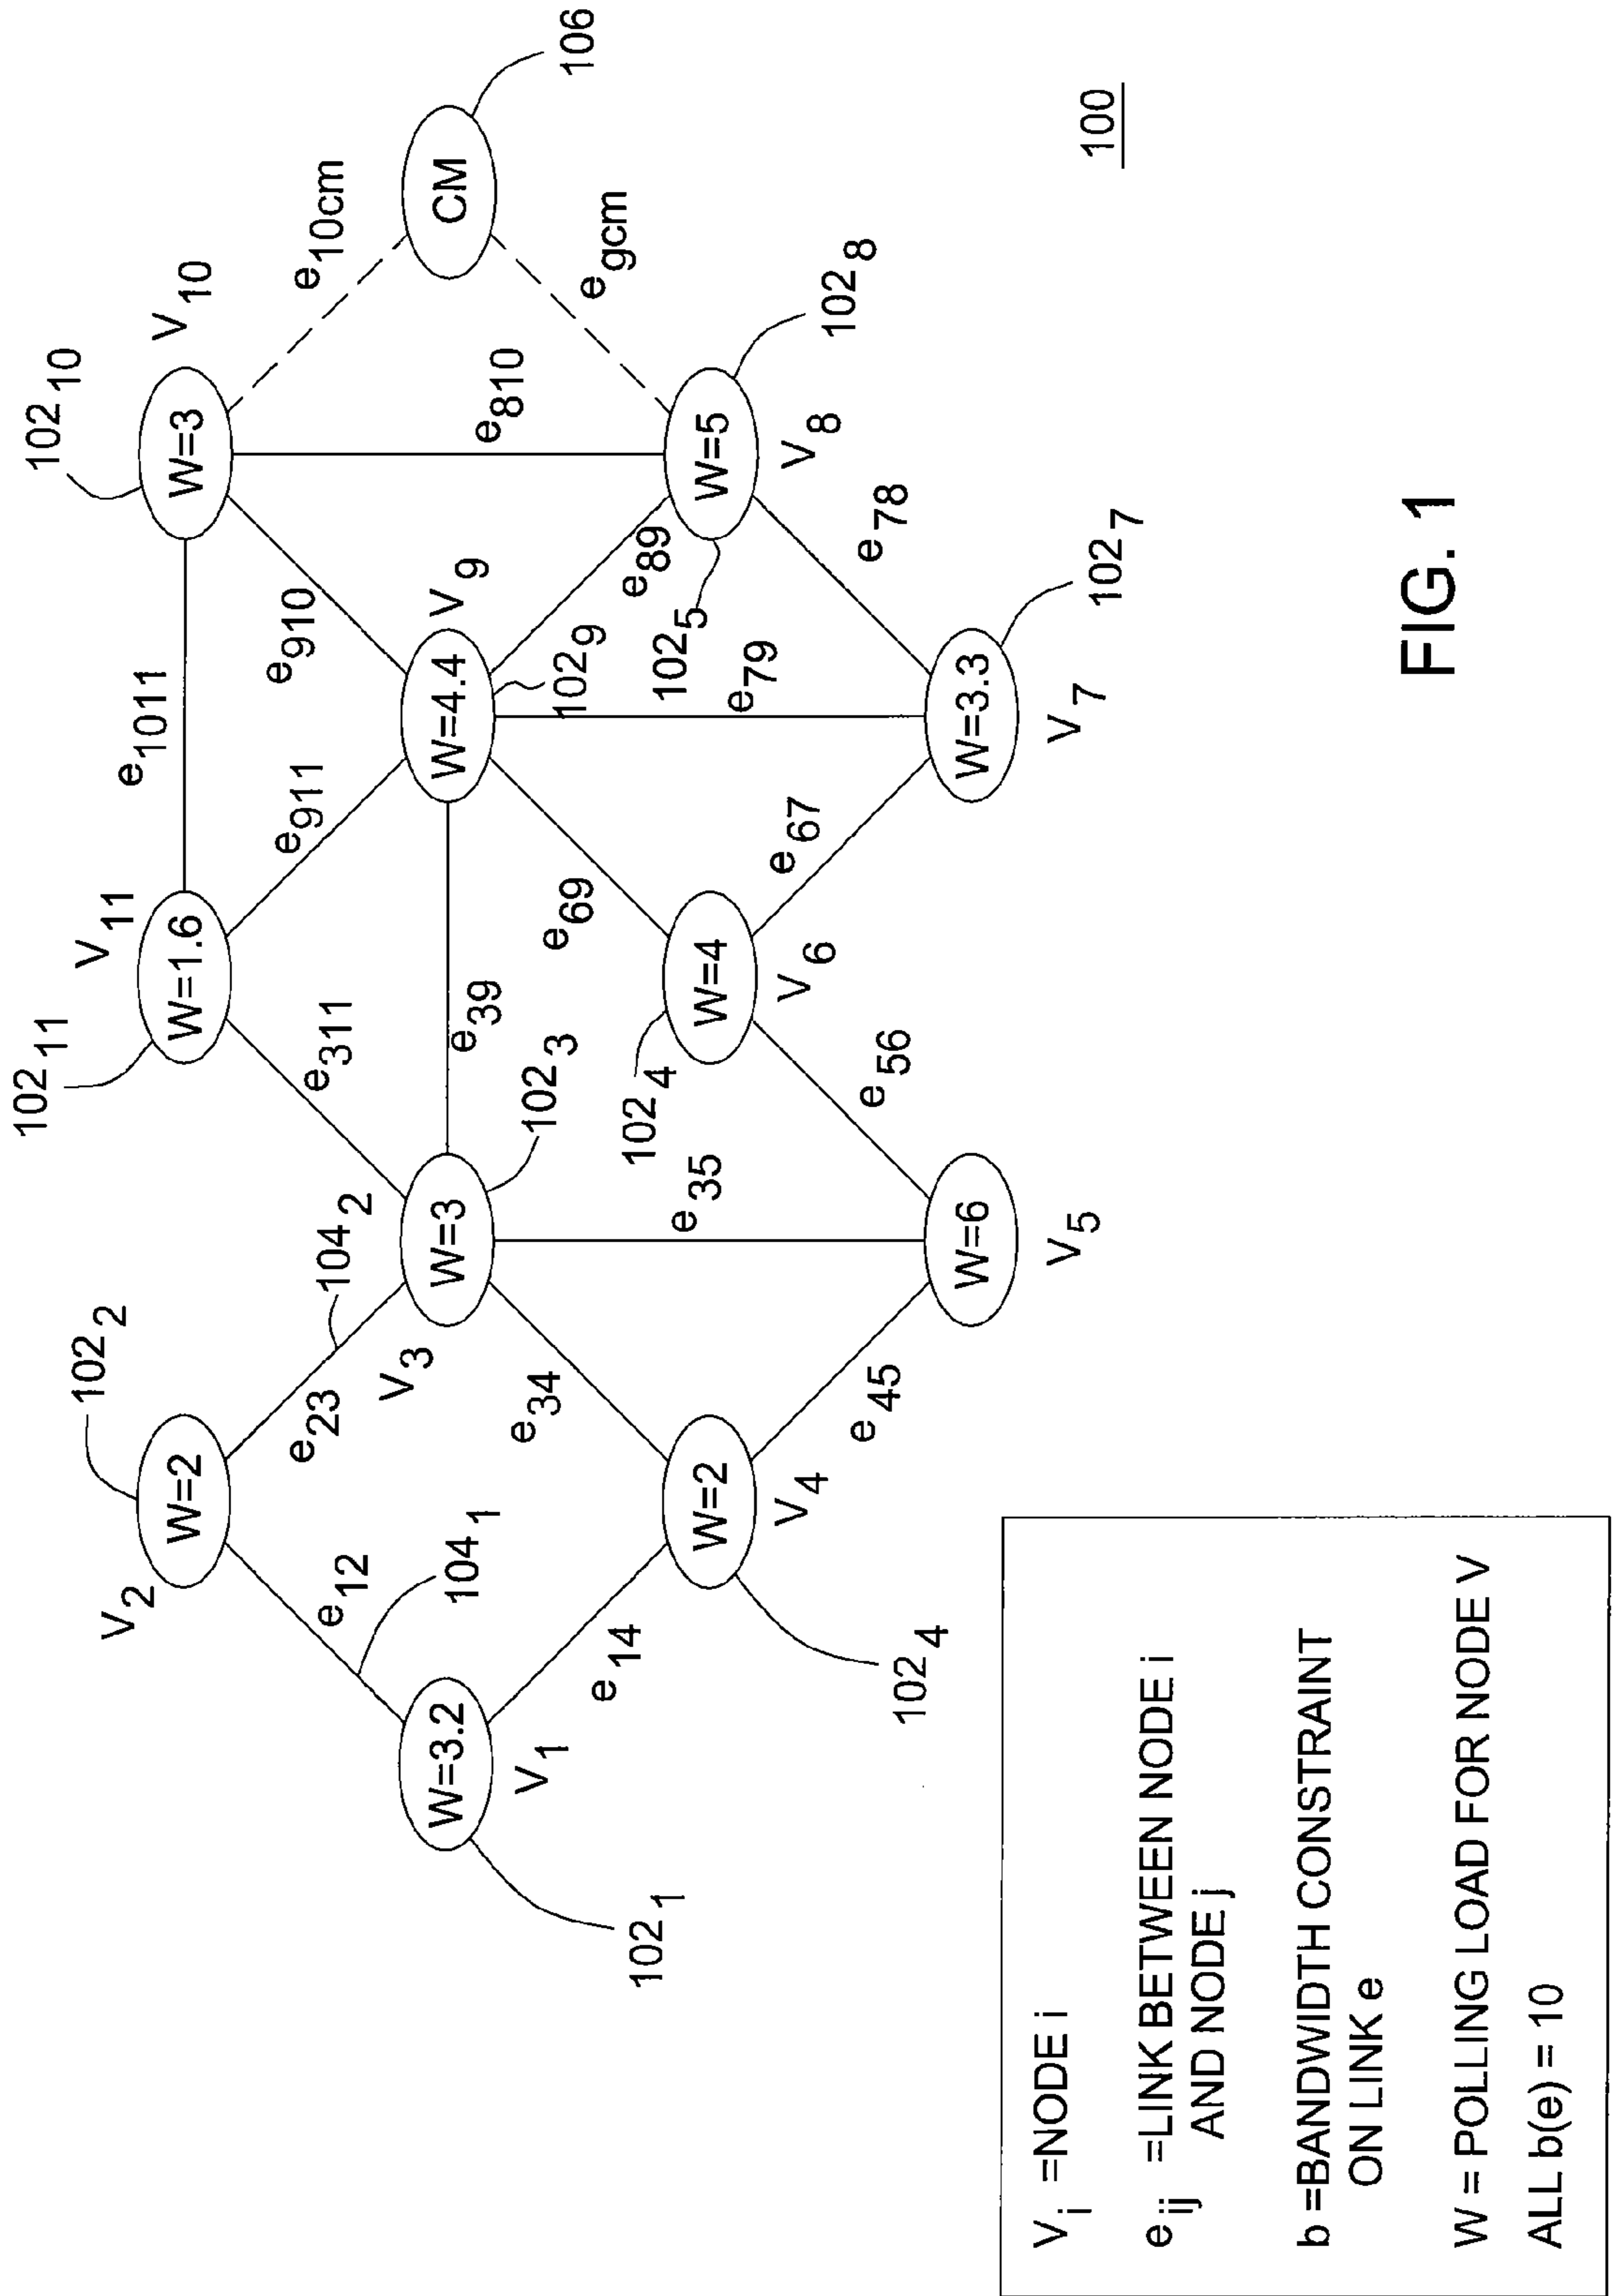 102₁₀
V₁₀
106
102₁₁
V₁₁
e₁₀₁₁
W=3
e₁₀cm
102₂
W=1.6
V₂
W=2
e₃₁₁
e₉₁₁
e₉₁₀
CM
e₁₂
e₂₃
104₂
V₉
e₈₁₀
egcm
104₁
V₃
W=3
e₃₉
W=4.4
102₉
W=3.2
102₃
e₈₉
102₁
V₁
e₁₄
e₃₄
e₃₅
102₄
e₆₉
102₅
W=5
102₈
W=2
W=4
e₇₉
V₈
102₄
V₄
V₆
e₆₇
e₇₈
e₄₅
e₅₆
W=6
W=3.3
102₇
V₅
V₇
100
Vᵢ =NODE i
eᵢⱼ =LINK BETWEEN NODE i
AND NODE j
b =BANDWIDTH CONSTRAINT
ON LINK e
W = POLLING LOAD FOR NODE V
ALL b(e) = 10
FIG. 1